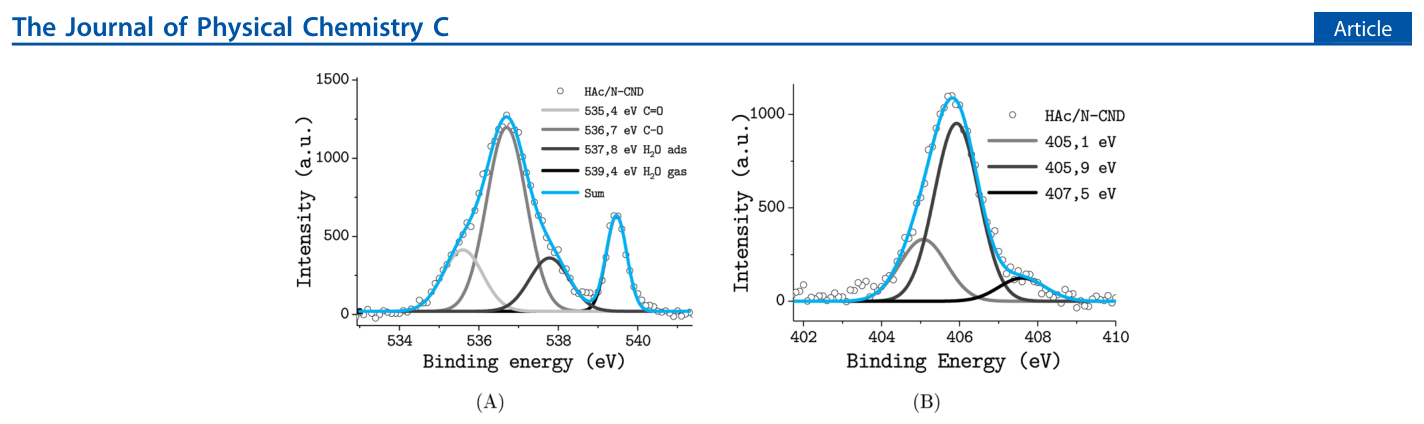 The Journal of Physical Chemistry C
Article
1500
1000
500
0
534
536
538
540
Intensity (a.u.)
Binding energy (eV)
HAc/N-CND
535,4 eV C=O
536,7 eV C-O
537,8 eV H₂O ads
539,4 eV H₂O gas
Sum
(A)
1000
500
0
402
404
406
408
410
Intensity (a.u.)
Binding Energy (eV)
HAc/N-CND
405,1 eV
405,9 eV
407,5 eV
(B)